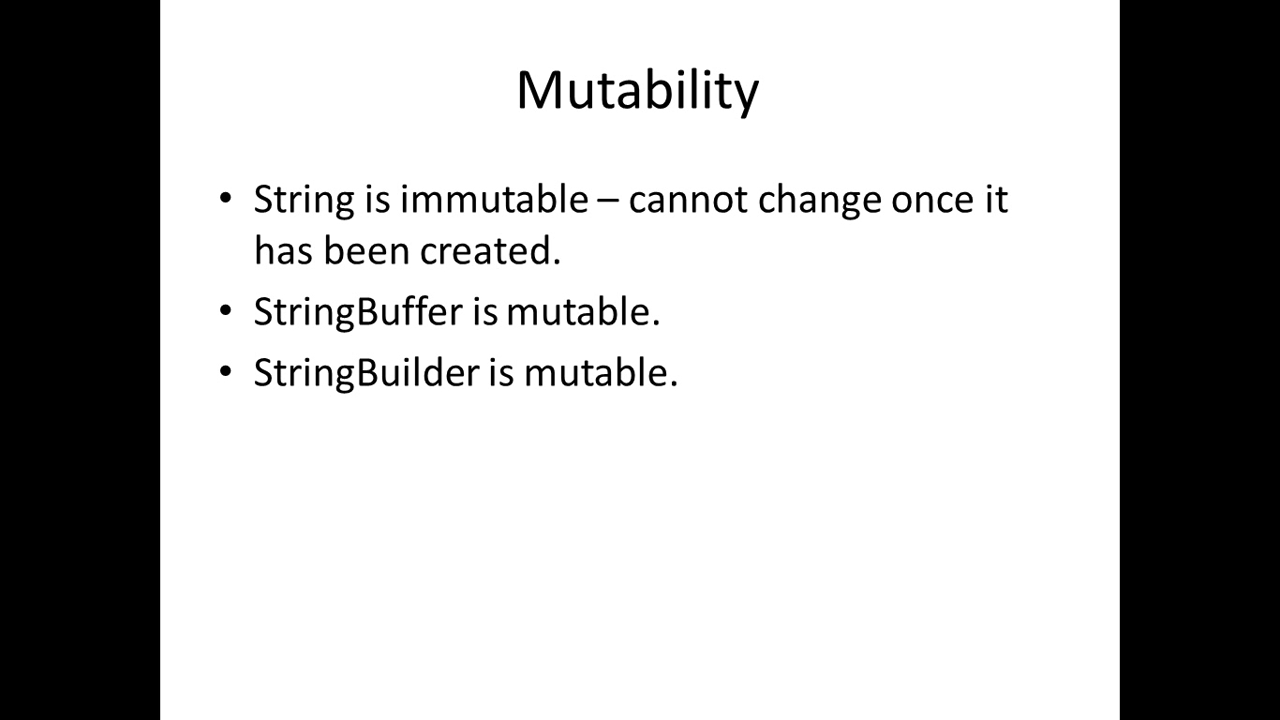 Mutability
• String is immutable – cannot change once it
has been created.
• StringBuffer is mutable.
• StringBuilder is mutable.